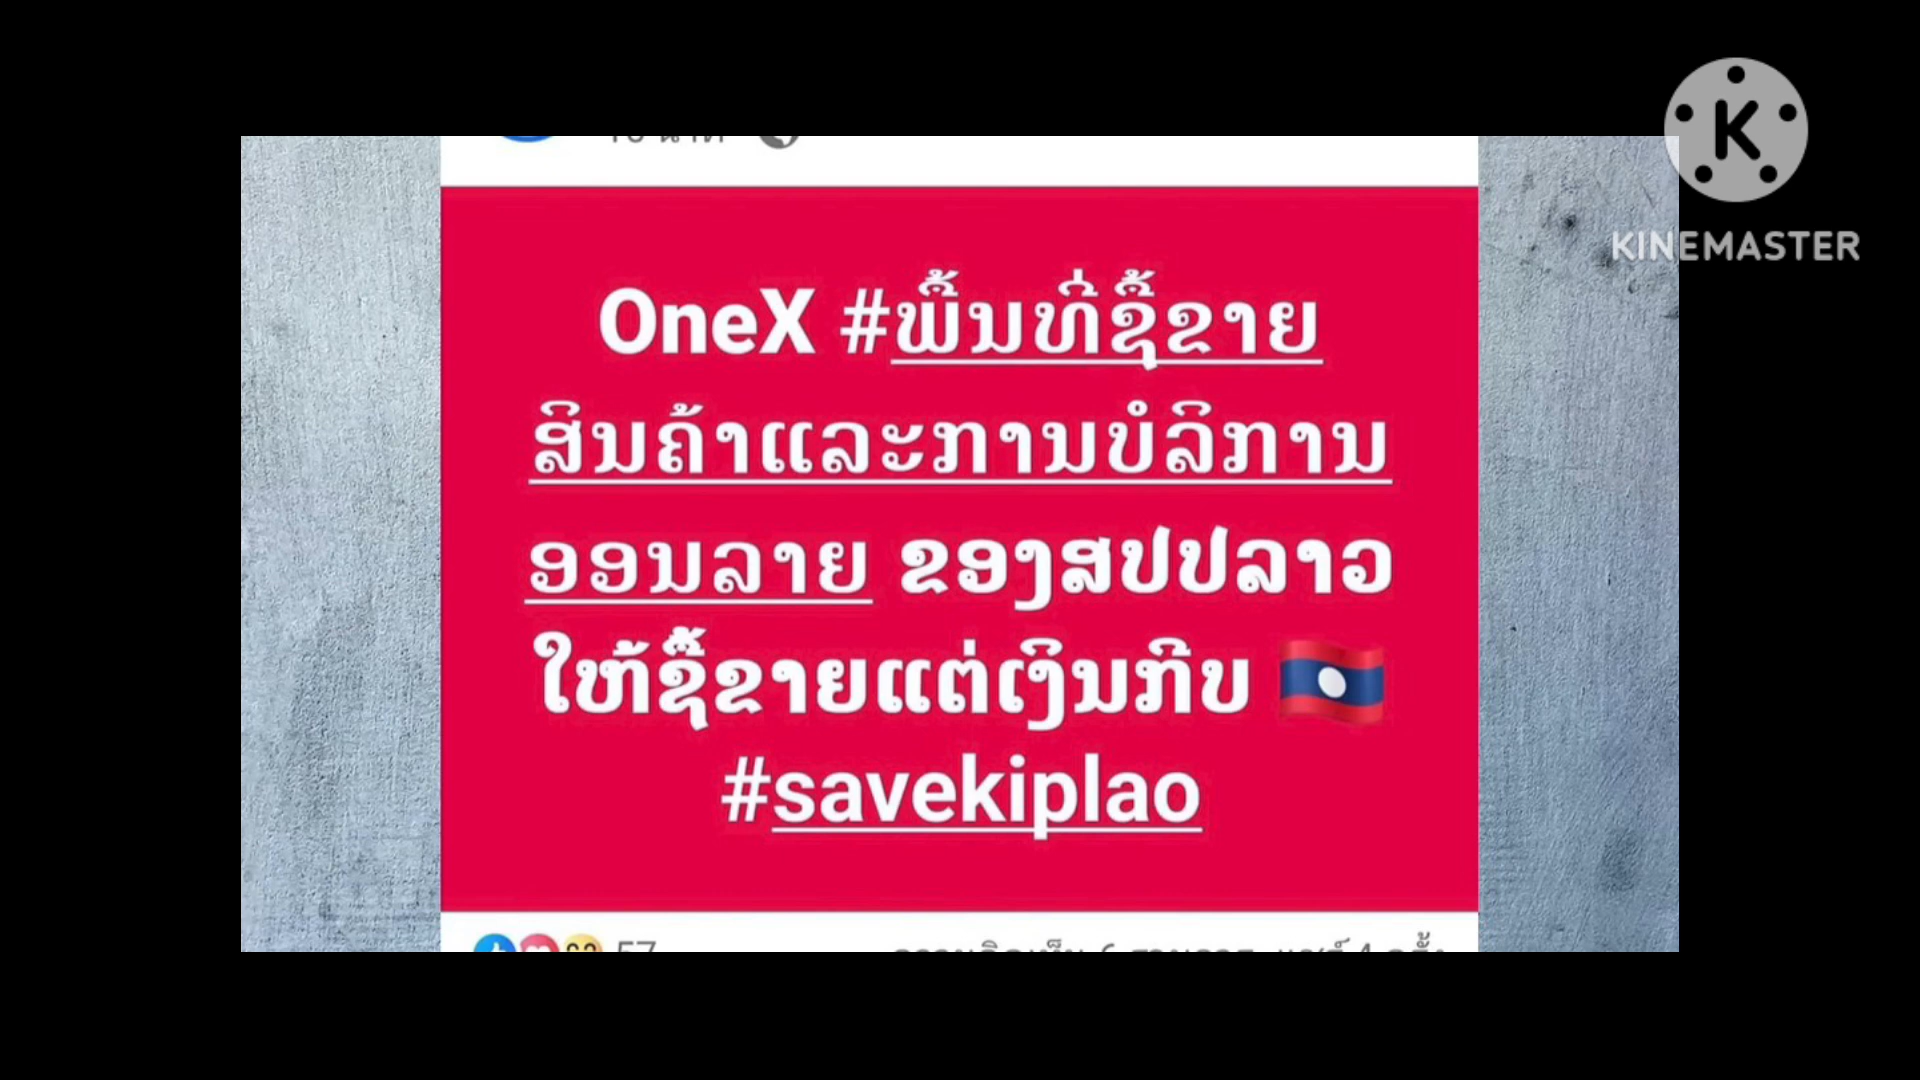 KINEMASTER
OneX #ພື້ນທີ່ຊື້ຂາຍ
ສິນຄ້າແລະການບໍລິການ
ອອນລາຍ ຂອງສປປລາວ
ໃຫ້ຊື້ຂາຍແຕ່ເງິນກີບ 🇱🇦
#savekiplao
57